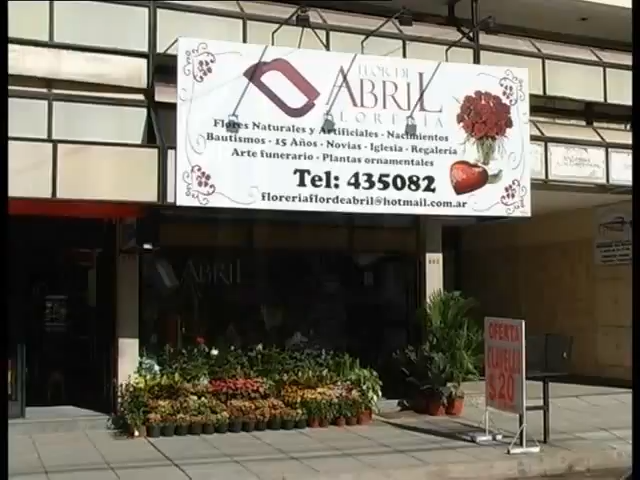 FLOR DE
ABRIL
FLORERIA
Flores Naturales y Artificiales - Nacimientos
Bautismos - 15 Años - Novias - Iglesia - Regalería
Arte funerario - Plantas ornamentales
Tel: 435082
floreriaflordeabril@hotmail.com.ar
ABRIL
OFERTA
CLAVELES
$20